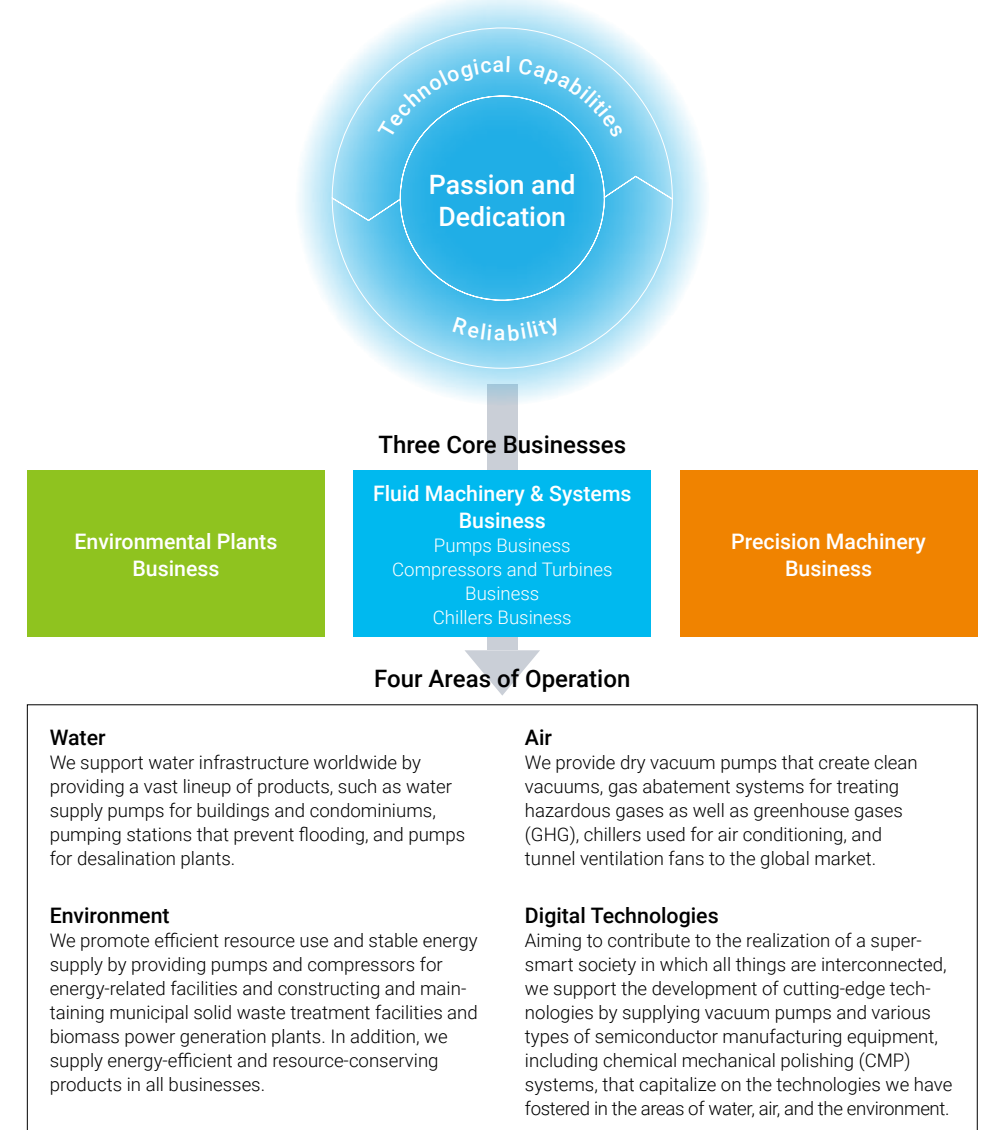 Technological Capabilities
Passion and
Dedication
Reliability
Three Core Businesses
Environmental Plants
Business
Fluid Machinery & Systems
Business
Pumps Business
Compressors and Turbines
Business
Chillers Business
Precision Machinery
Business
Four Areas of Operation
Water
We support water infrastructure worldwide by
providing a vast lineup of products, such as water
supply pumps for buildings and condominiums,
pumping stations that prevent flooding, and pumps
for desalination plants.
Air
We provide dry vacuum pumps that create clean
vacuums, gas abatement systems for treating
hazardous gases as well as greenhouse gases
(GHG), chillers used for air conditioning, and
tunnel ventilation fans to the global market.
Environment
We promote efficient resource use and stable energy
supply by providing pumps and compressors for
energy-related facilities and constructing and main-
taining municipal solid waste treatment facilities and
biomass power generation plants. In addition, we
supply energy-efficient and resource-conserving
products in all businesses.
Digital Technologies
Aiming to contribute to the realization of a super-
smart society in which all things are interconnected,
we support the development of cutting-edge tech-
nologies by supplying vacuum pumps and various
types of semiconductor manufacturing equipment,
including chemical mechanical polishing (CMP)
systems, that capitalize on the technologies we have
fostered in the areas of water, air, and the environment.